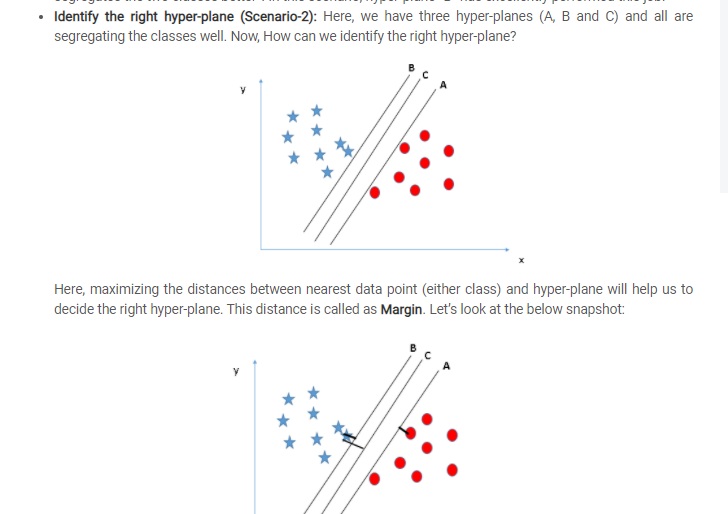 • Identify the right hyper-plane (Scenario-2): Here, we have three hyper-planes (A, B and C) and all are
segregating the classes well. Now, How can we identify the right hyper-plane?
B
C
A
y
x
Here, maximizing the distances between nearest data point (either class) and hyper-plane will help us to
decide the right hyper-plane. This distance is called as Margin. Let's look at the below snapshot:
B
C
A
y